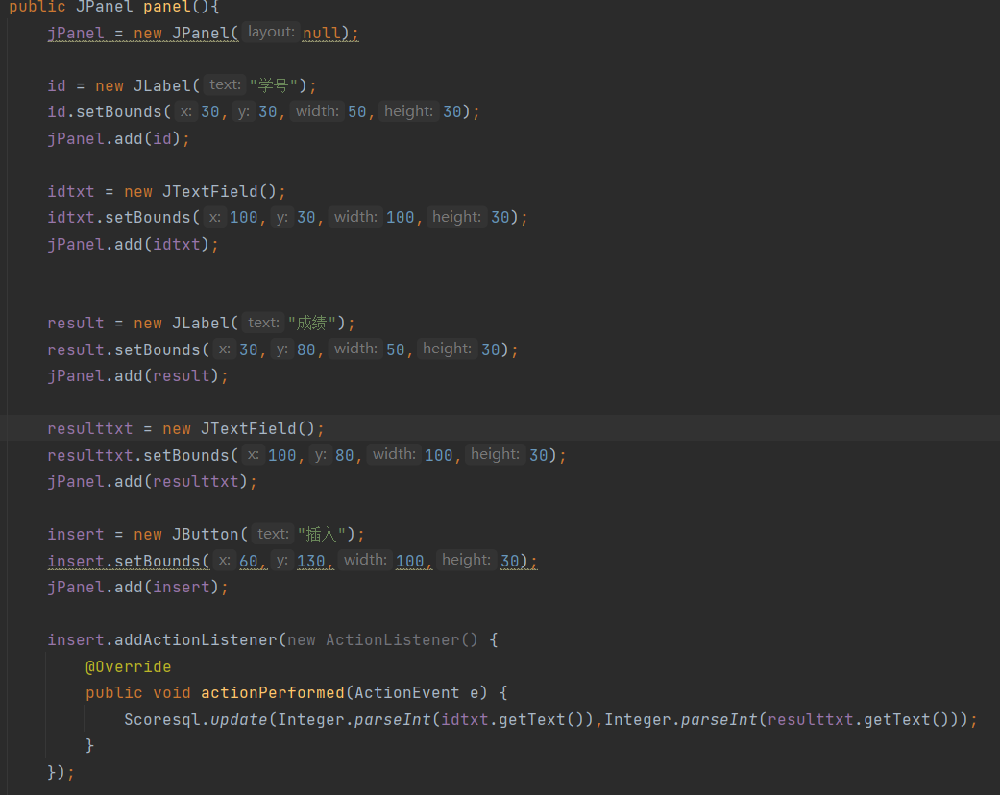 public JPanel panel(){
jPanel = new JPanel( layout: null);
id = new JLabel( text: "学号");
id.setBounds( x: 30, y: 30, width: 50, height: 30);
jPanel.add(id);
idtxt = new JTextField();
idtxt.setBounds( x: 100, y: 30, width: 100, height: 30);
jPanel.add(idtxt);
result = new JLabel( text: "成绩");
result.setBounds( x: 30, y: 80, width: 50, height: 30);
jPanel.add(result);
resulttxt = new JTextField();
resulttxt.setBounds( x: 100, y: 80, width: 100, height: 30);
jPanel.add(resulttxt);
insert = new JButton( text: "插入");
insert.setBounds( x: 60, y: 130, width: 100, height: 30);
jPanel.add(insert);
insert.addActionListener(new ActionListener() {
@Override
public void actionPerformed(ActionEvent e) {
Scoresql.update(Integer.parseInt(idtxt.getText()),Integer.parseInt(resulttxt.getText()));
}
});